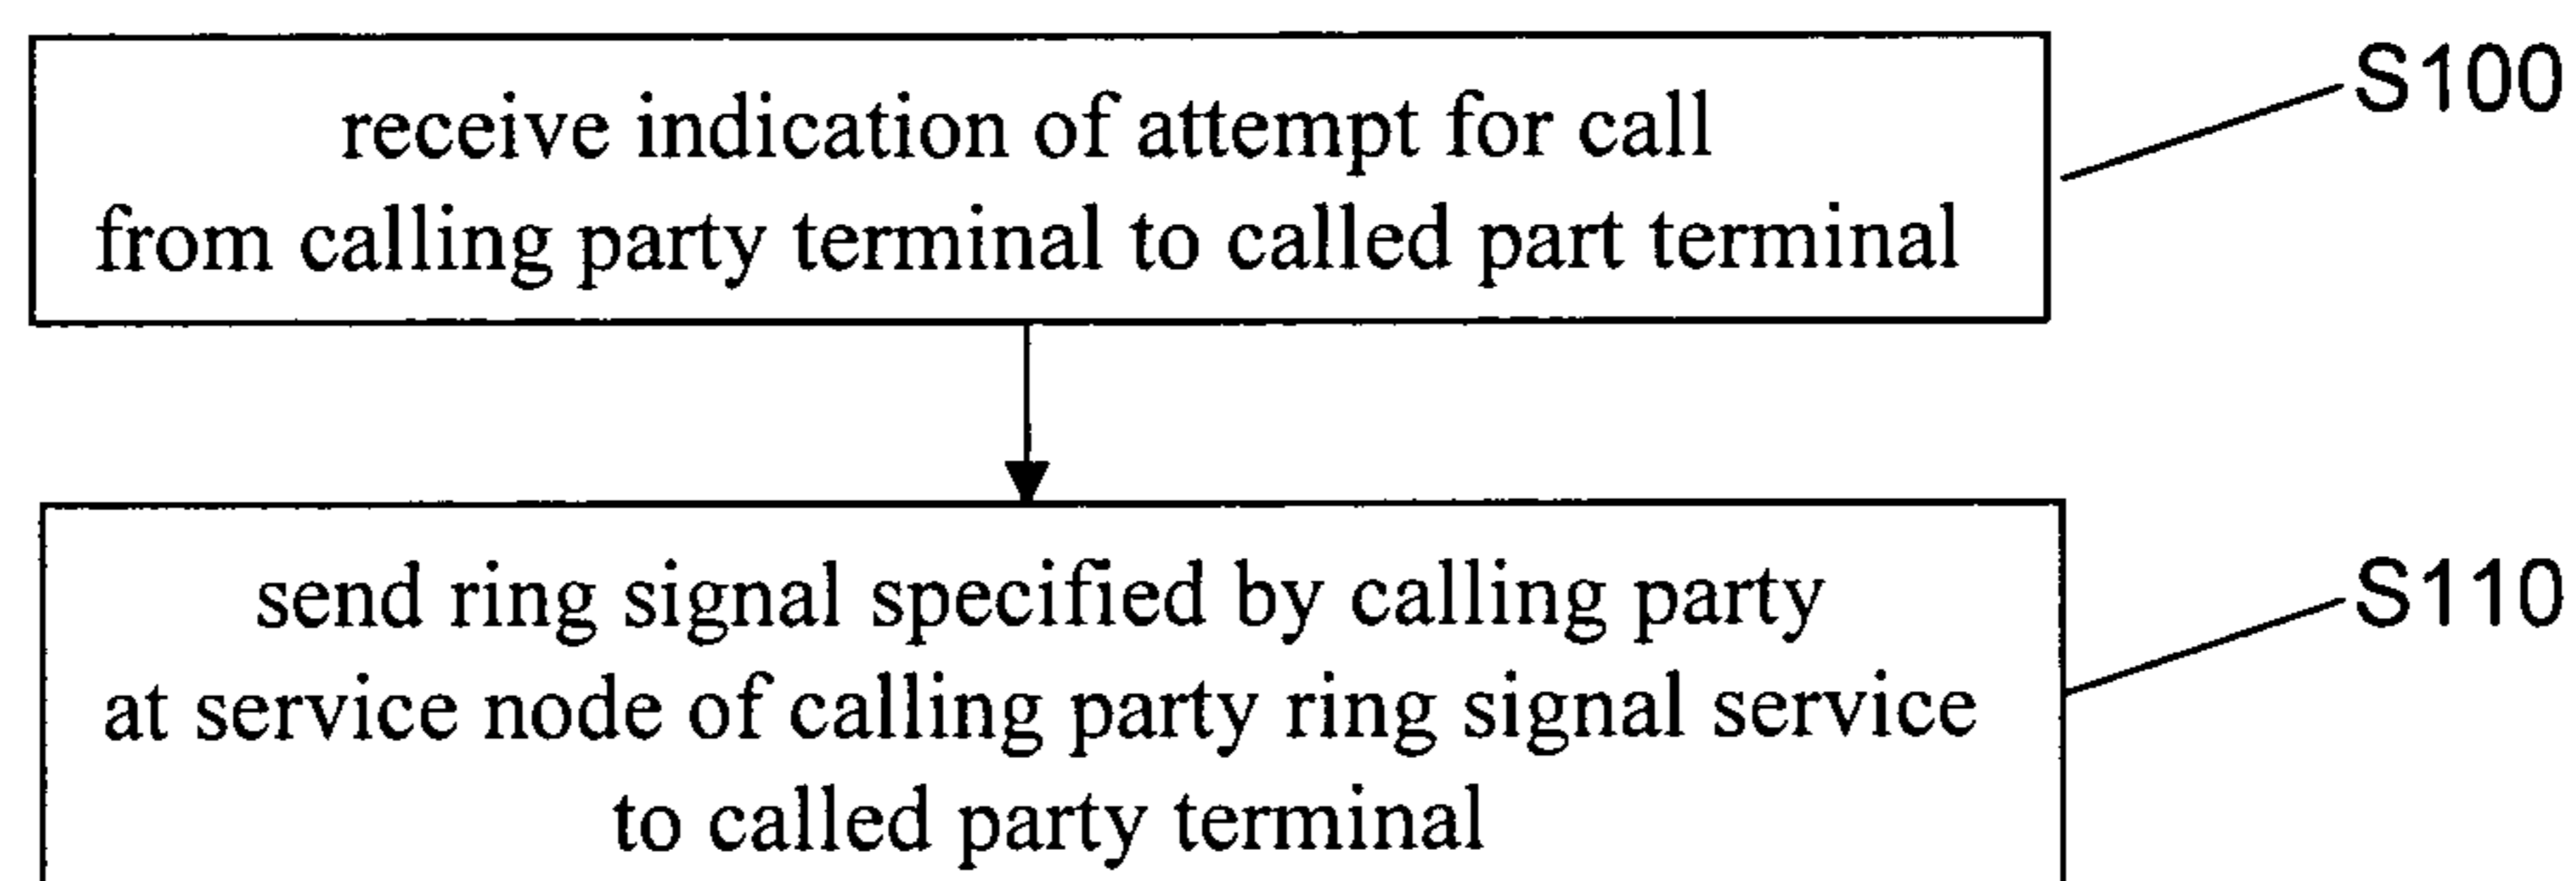 receive indication of attempt for call
from calling party terminal to called part terminal
S100
send ring signal specified by calling party
at service node of calling party ring signal service
to called party terminal
S110